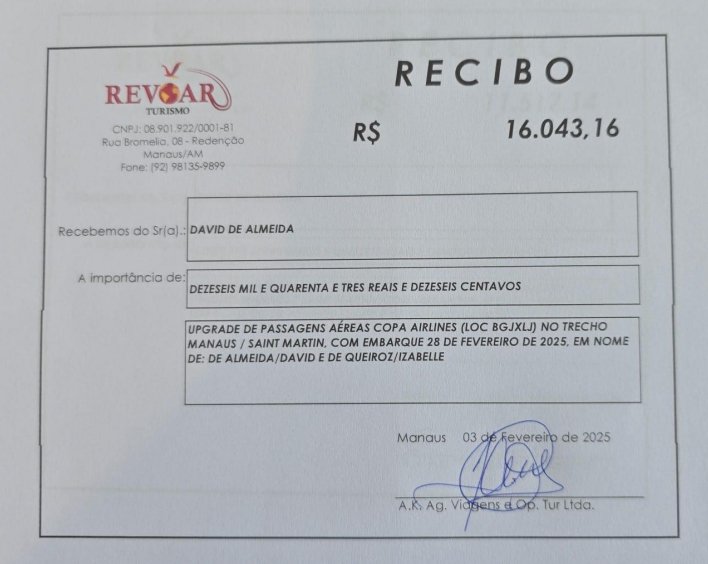 RECIBO
REVOAR
TURISMO
CNPJ: 08.901.922/0001-81
Rua Bromelia, 08 - Redenção
Manaus/AM
Fone: (92) 98135-9899
R$ 16.043,16
Recebemos do Sr(a).: DAVID DE ALMEIDA
A importância de: DEZESEIS MIL E QUARENTA E TRES REAIS E DEZESEIS CENTAVOS
UPGRADE DE PASSAGENS AÉREAS COPA AIRLINES (LOC BGJXLJ) NO TRECHO
MANAUS / SAINT MARTIN, COM EMBARQUE 28 DE FEVEREIRO DE 2025, EM NOME
DE: DE ALMEIDA/DAVID E DE QUEIROZ/IZABELLE
Manaus 03 de Fevereiro de 2025
A.K. Ag. Viagens e Op. Tur Ltda.